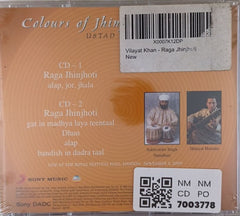 Colours of Jhin
USTAD
X0007K12DP
Vilayat Khan - Raga Jhinjhoti
New
CD - 1
Raga Jhinjhoti
alap, jor, jhala
CD - 2
Raga Jhinjhoti
gat in madhya laya teentaal
Dhun
alap
bandish in dadra taal
SONY MUSIC
Sony DADC
NM NM
CD PO
7003778